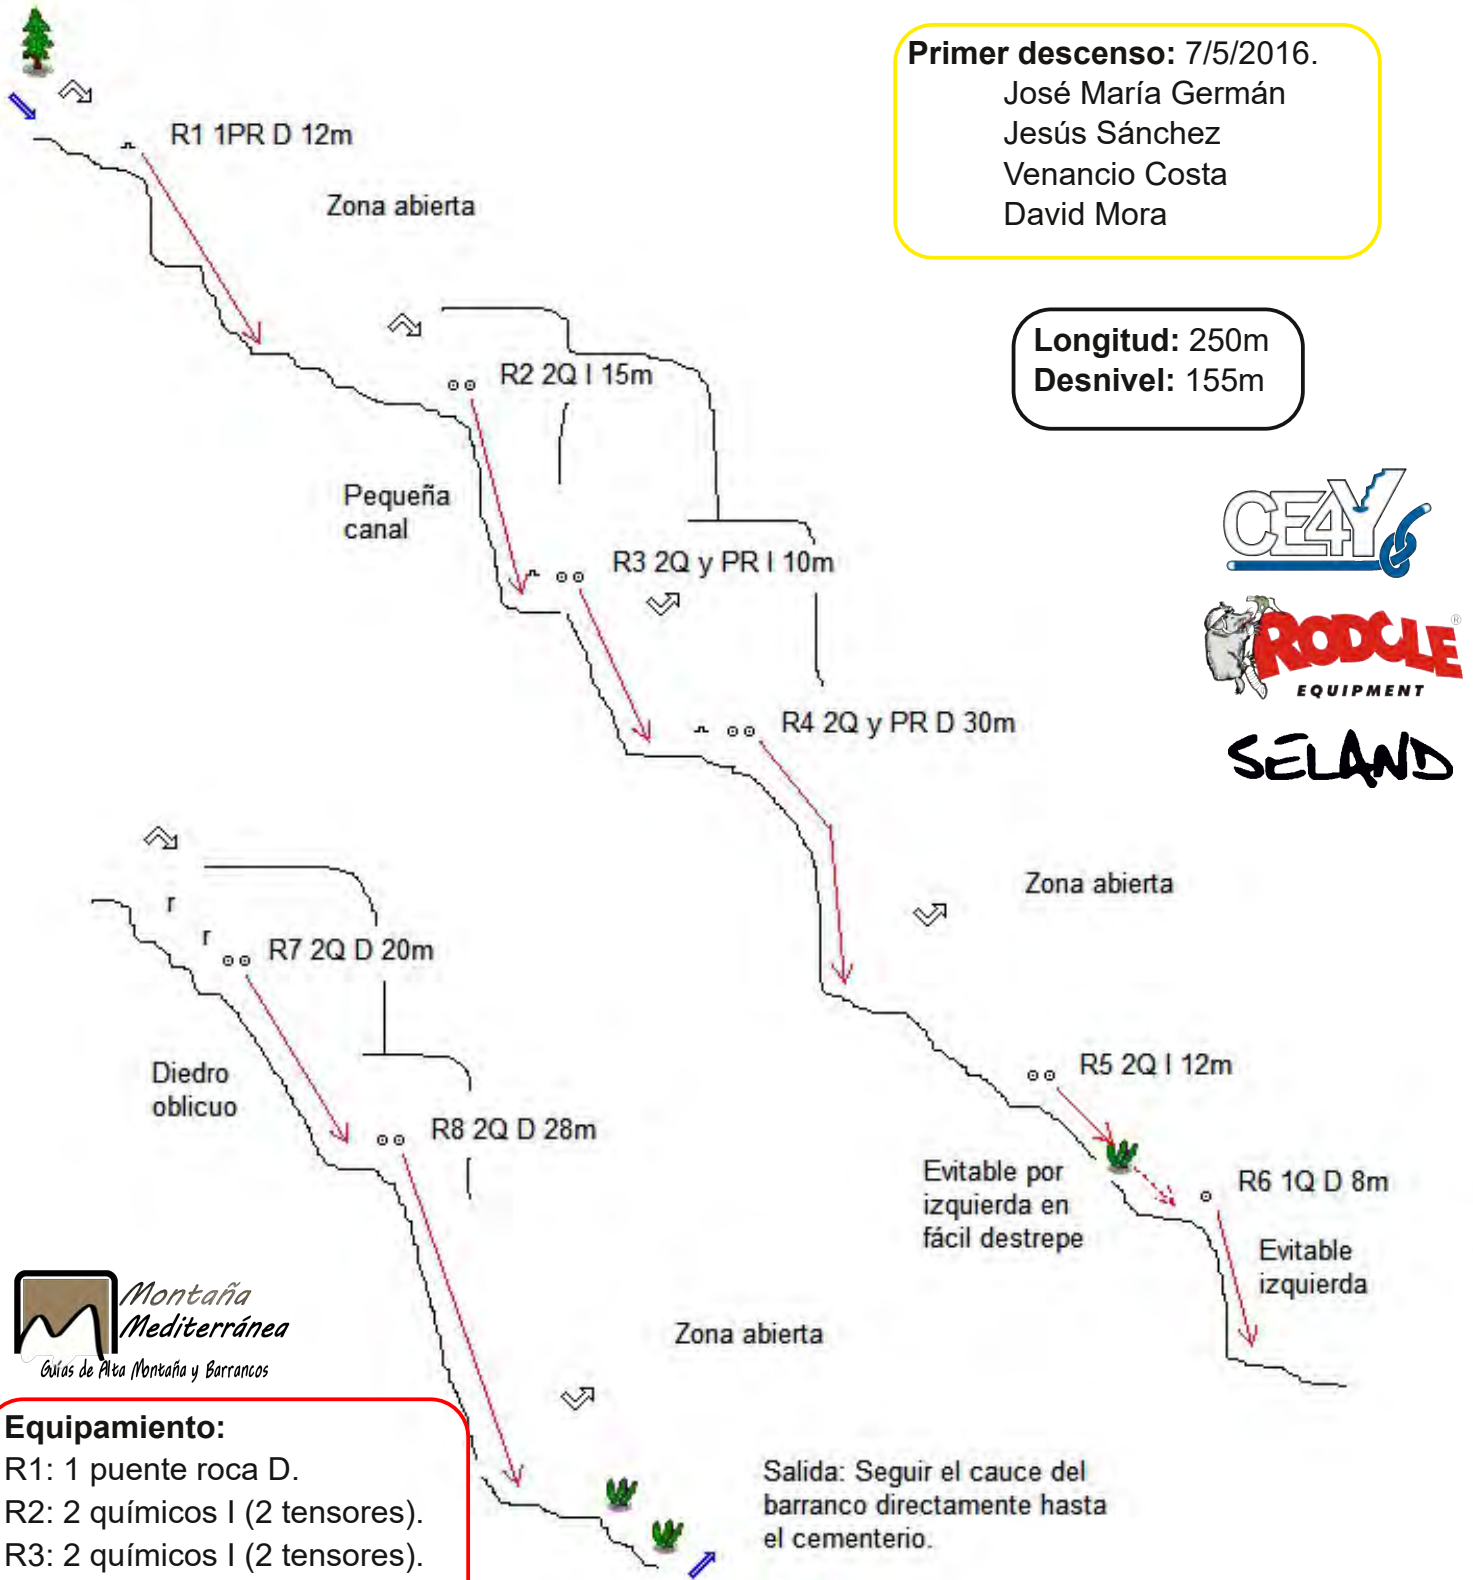 Primer descenso: 7/5/2016.
José María Germán
Jesús Sánchez
Venancio Costa
David Mora
R1 1PR D 12m
Zona abierta
Longitud: 250m
Desnivel: 155m
R2 2Q I 15m
Pequeña
canal
R3 2Q y PR I 10m
CE4Y
RODCLE®
EQUIPMENT
SELAND
R4 2Q y PR D 30m
Zona abierta
r
r
R7 2Q D 20m
Diedro
oblicuo
R5 2Q I 12m
R8 2Q D 28m
Evitable por
izquierda en
fácil destrepe
R6 1Q D 8m
Evitable
izquierda
Montaña
Mediterránea
Guías de Alta Montaña y Barrancos
Zona abierta
Equipamiento:
R1: 1 puente roca D.
R2: 2 químicos I (2 tensores).
R3: 2 químicos I (2 tensores).
Salida: Seguir el cauce del
barranco directamente hasta
el cementerio.